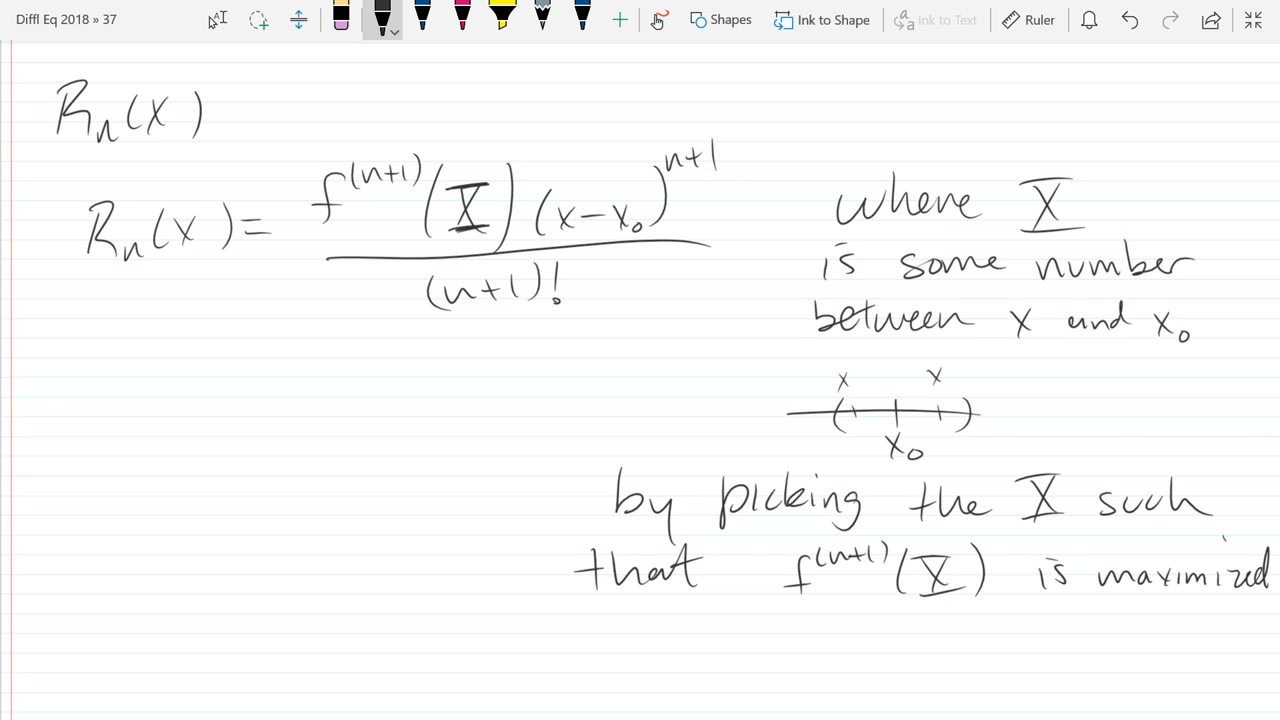 Diffl Eq 2018 » 37
Shapes
Ink to Shape
Ink to Text
Ruler
Rₙ(x)
Rₙ(x) = f⁽ⁿ⁺¹⁾(X)(x-x₀)ⁿ⁺¹
(n+1)!
where X
is some number
between x and x₀
x x
x₀
by picking the X such
that f⁽ⁿ⁺¹⁾(X) is maximized